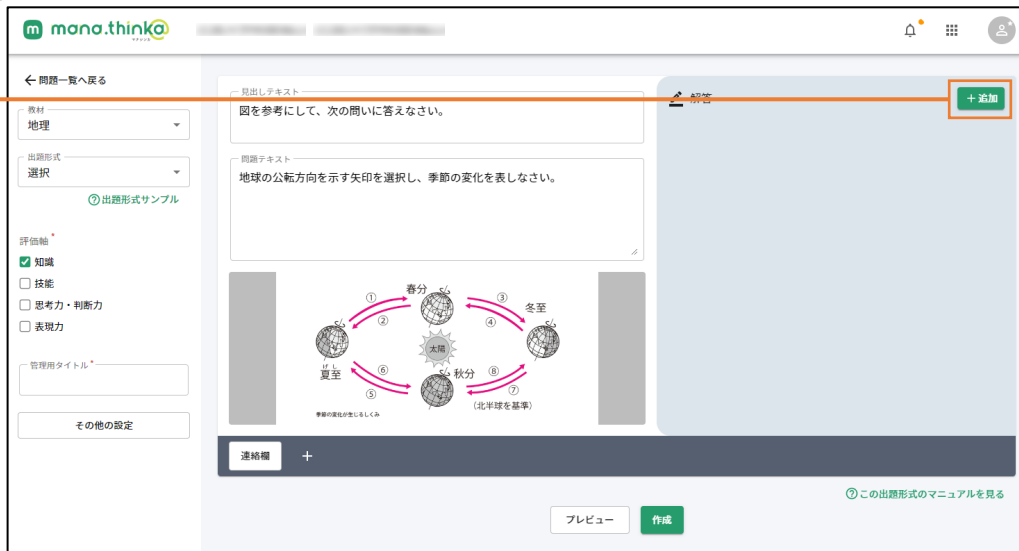 m mana.thinka
マナシンカ
問題一覧へ戻る
教材
地理
出題形式
選択
出題形式サンプル
評価軸 *
知識
技能
思考力・判断力
表現力
管理用タイトル *
その他の設定
見出しテキスト
図を参考にして、次の問いに答えなさい。
問題テキスト
地球の公転方向を示す矢印を選択し、季節の変化を表しなさい。
春分
① ③
② ④
冬至
太陽
げし
夏至
⑥ 秋分 ⑧
⑤ ⑦
(北半球を基準)
季節の変化が生じるしくみ
解答
+ 追加
連絡欄 +
この出題形式のマニュアルを見る
プレビュー 作成